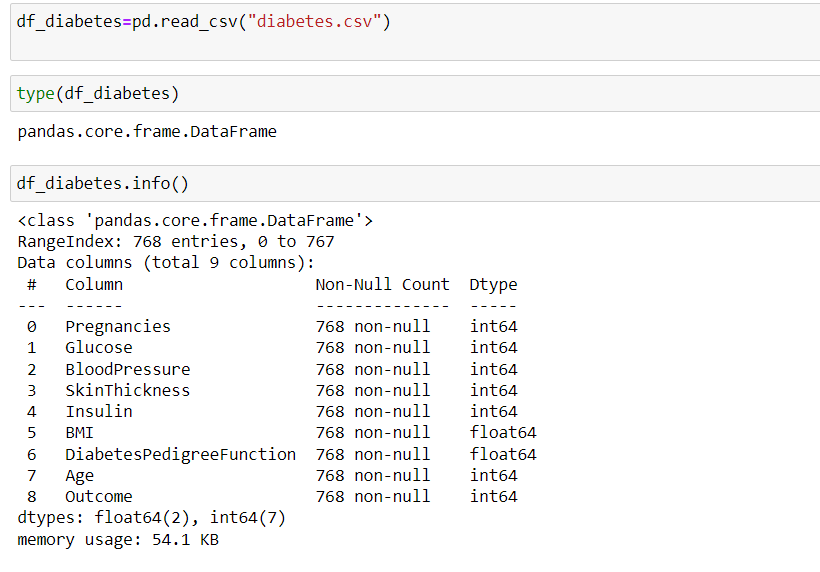 df_diabetes=pd.read_csv("diabetes.csv")
type(df_diabetes)
pandas.core.frame.DataFrame
df_diabetes.info()
<class 'pandas.core.frame.DataFrame'>
RangeIndex: 768 entries, 0 to 767
Data columns (total 9 columns):
 #   Column                    Non-Null Count  Dtype
---  ------                    --------------  -----
 0   Pregnancies               768 non-null    int64
 1   Glucose                   768 non-null    int64
 2   BloodPressure             768 non-null    int64
 3   SkinThickness             768 non-null    int64
 4   Insulin                   768 non-null    int64
 5   BMI                       768 non-null    float64
 6   DiabetesPedigreeFunction  768 non-null    float64
 7   Age                       768 non-null    int64
 8   Outcome                   768 non-null    int64
dtypes: float64(2), int64(7)
memory usage: 54.1 KB